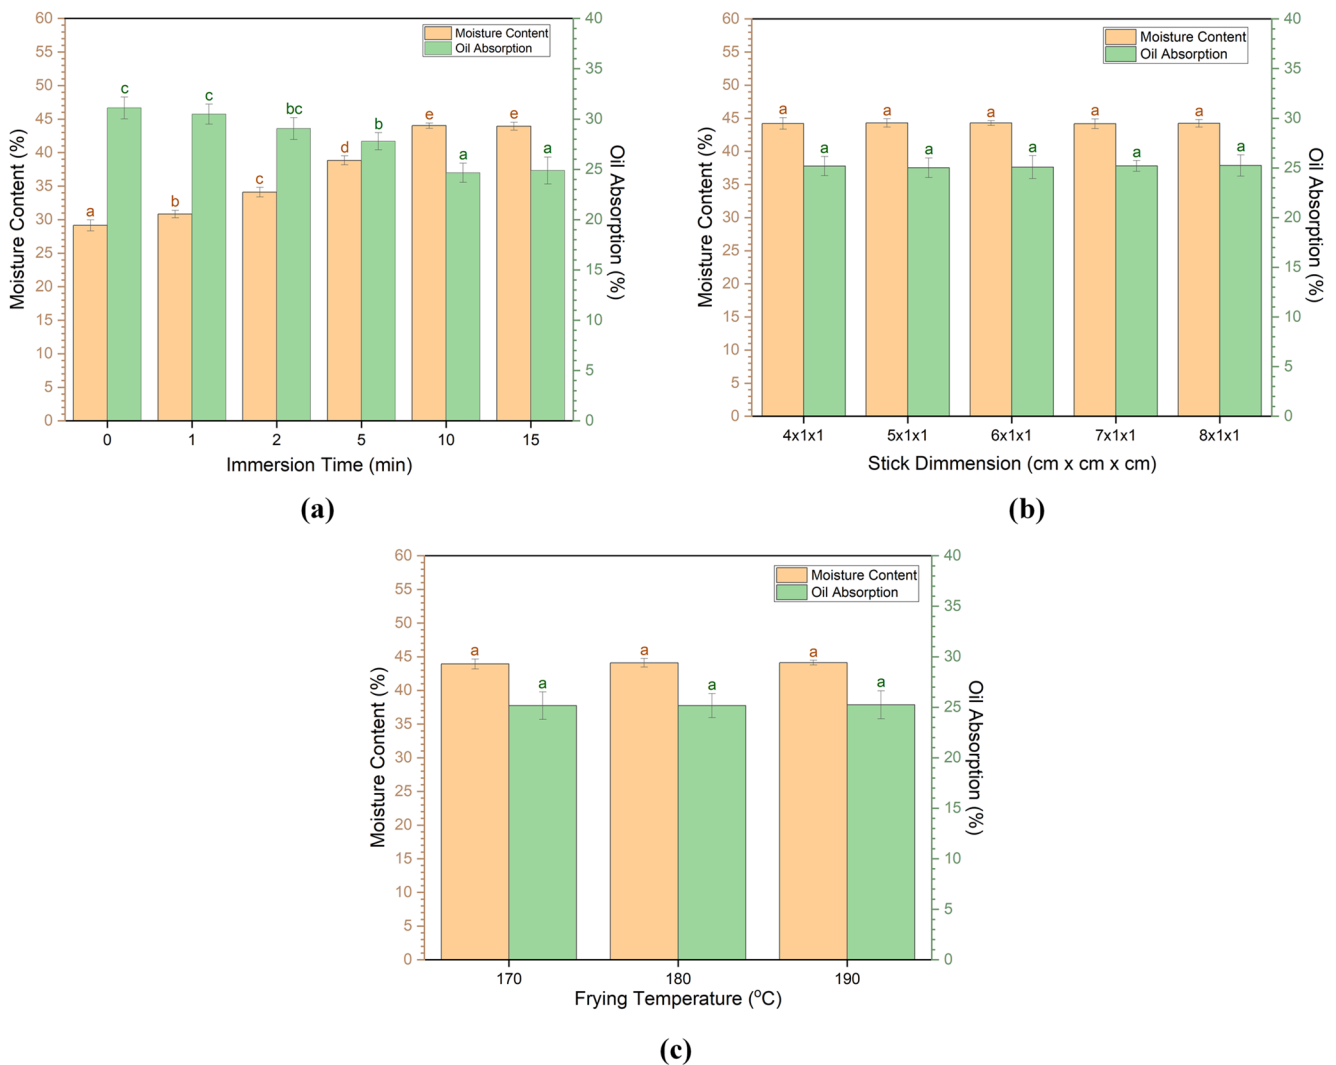 60
55
50
45
40
35
30
25
20
15
10
5
0
Moisture Content (%)
40
35
30
25
20
15
10
5
0
Oil Absorption (%)
Moisture Content
Oil Absorption
c
c
bc
b
a
a
a
b
c
d
e
e
0 1 2 5 10 15
Immersion Time (min)
(a)
60
55
50
45
40
35
30
25
20
15
10
5
0
Moisture Content (%)
40
35
30
25
20
15
10
5
0
Oil Absorption (%)
Moisture Content
Oil Absorption
a a a a a
a a a a a
4x1x1 5x1x1 6x1x1 7x1x1 8x1x1
Stick Dimmension (cm x cm x cm)
(b)
60
55
50
45
40
35
30
25
20
15
10
5
0
Moisture Content (%)
40
35
30
25
20
15
10
5
0
Oil Absorption (%)
Moisture Content
Oil Absorption
a a a
a a a
170 180 190
Frying Temperature (°C)
(c)